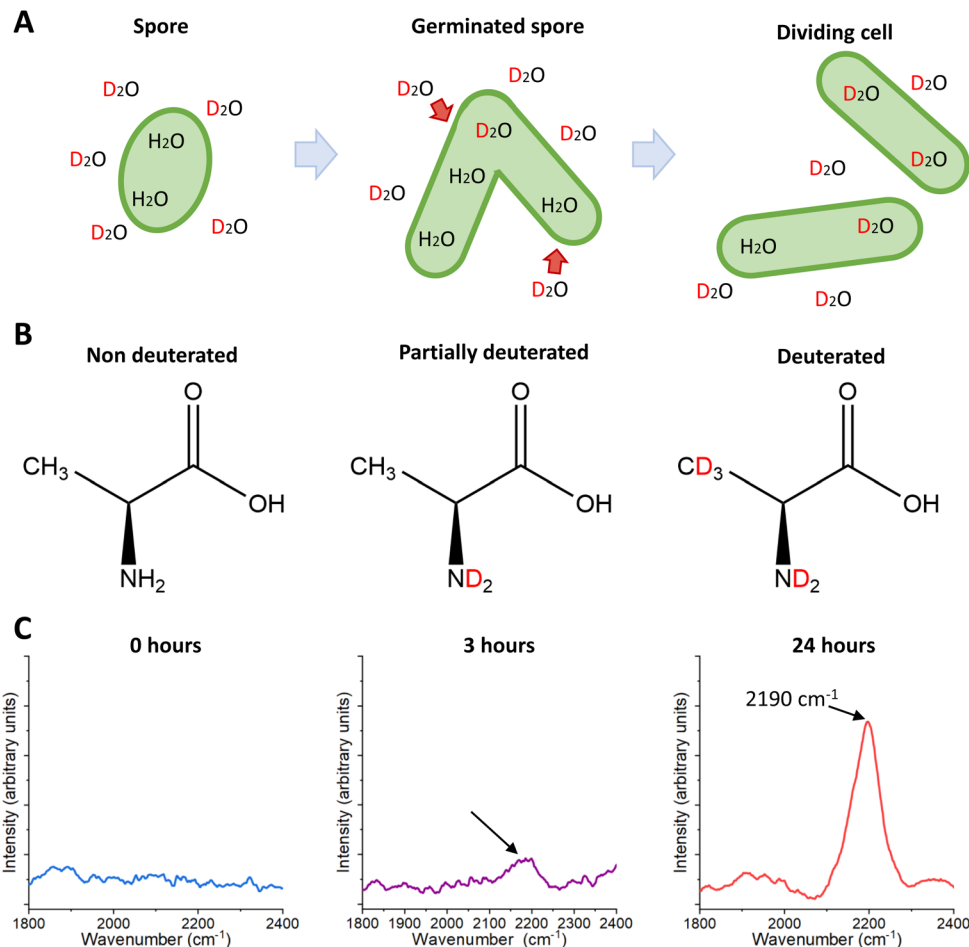 A
Spore
Germinated spore
Dividing cell
D2O
D2O
D2O
D2O
D2O
H2O
H2O
D2O
D2O
D2O
D2O
D2O
D2O
H2O
H2O
H2O
D2O
D2O
D2O
D2O
D2O
H2O
D2O
D2O
B
Non deuterated
Partially deuterated
Deuterated
O
CH3
OH
NH2
O
CH3
OH
ND2
O
CD3
OH
ND2
C
0 hours
3 hours
24 hours
Intensity (arbitrary units)
1800 2000 2200 2400
Wavenumber (cm-1)
Intensity (arbitrary units)
1800 1900 2000 2100 2200 2300 2400
Wavenumber (cm-1)
2190 cm-1
Intensity (arbitrary units)
1800 2000 2200 2400
Wavenumber (cm-1)